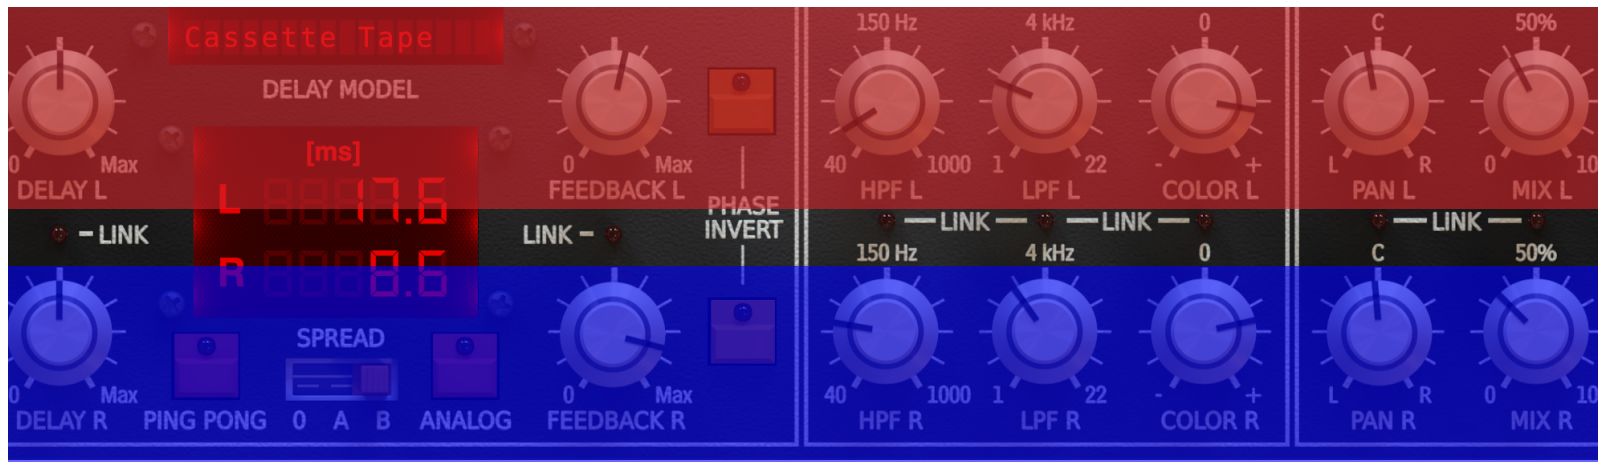 Cassette Tape
DELAY MODEL
150 Hz 4 kHz 0 C 50%
[ms]
0 Max 0 Max 40 1000 1 22 - + L R 0 10
DELAY L L 17.6 FEEDBACK L HPF L LPF L COLOR L PAN L MIX L
PHASE
INVERT
LINK LINK LINK LINK LINK
R 8.6
150 Hz 4 kHz 0 C 50%
SPREAD
0 Max 0 Max 40 1000 1 22 - + L R 0 10
DELAY R PING PONG 0 A B ANALOG FEEDBACK R HPF R LPF R COLOR R PAN R MIX R